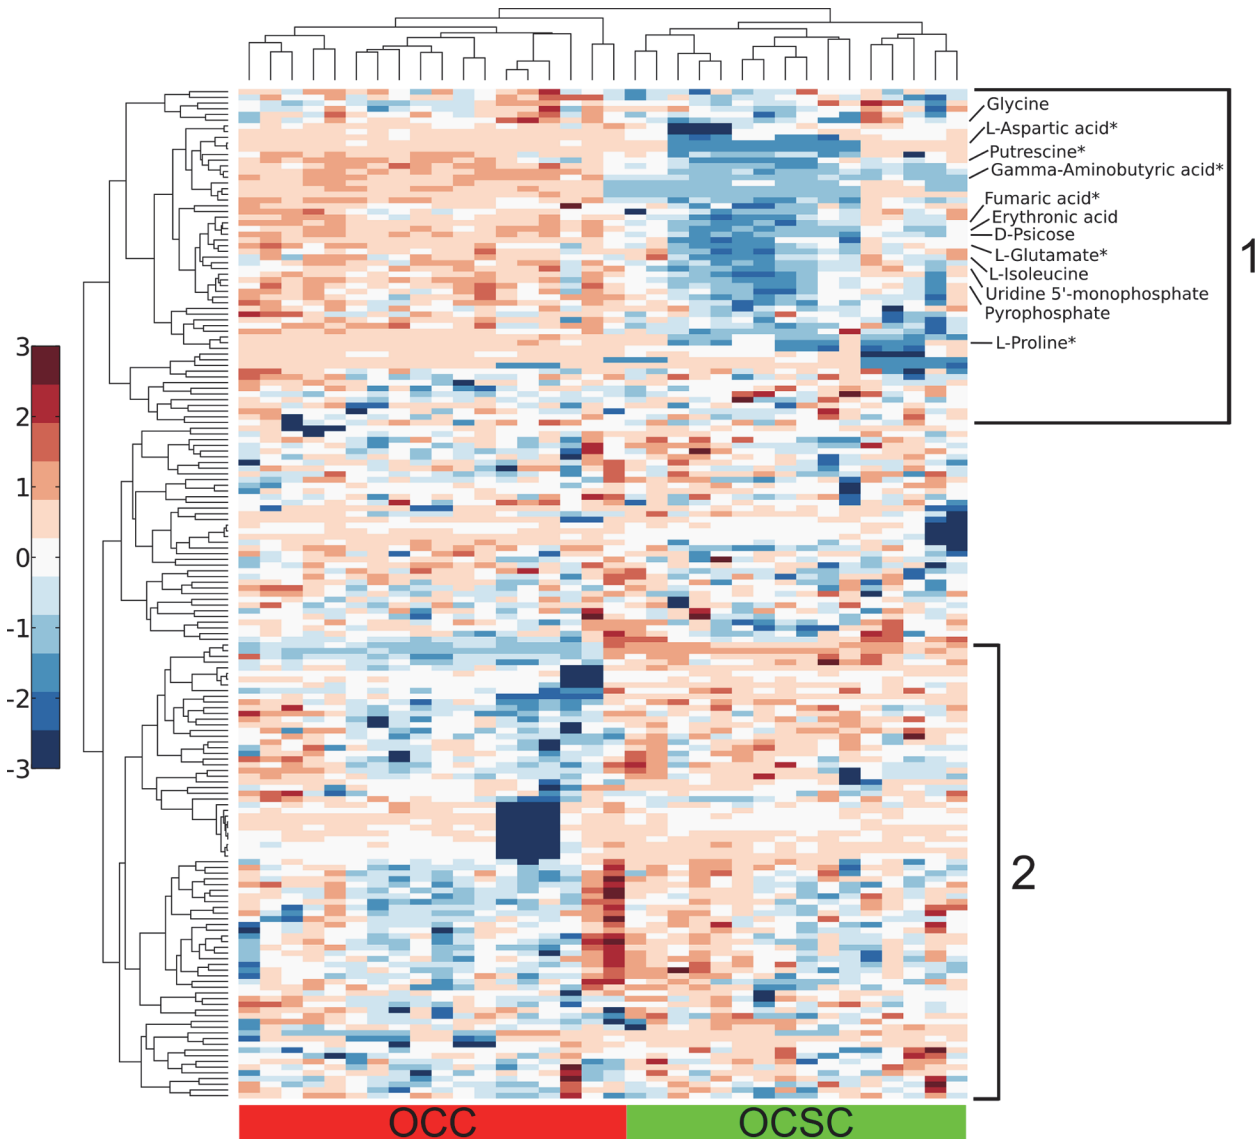 Glycine
L-Aspartic acid*
Putrescine*
Gamma-Aminobutyric acid*
Fumaric acid*
Erythronic acid
D-Psicose
L-Glutamate*
L-Isoleucine
Uridine 5'-monophosphate
Pyrophosphate
L-Proline*
1
3
2
1
0
-1
-2
-3
2
OCC
OCSC